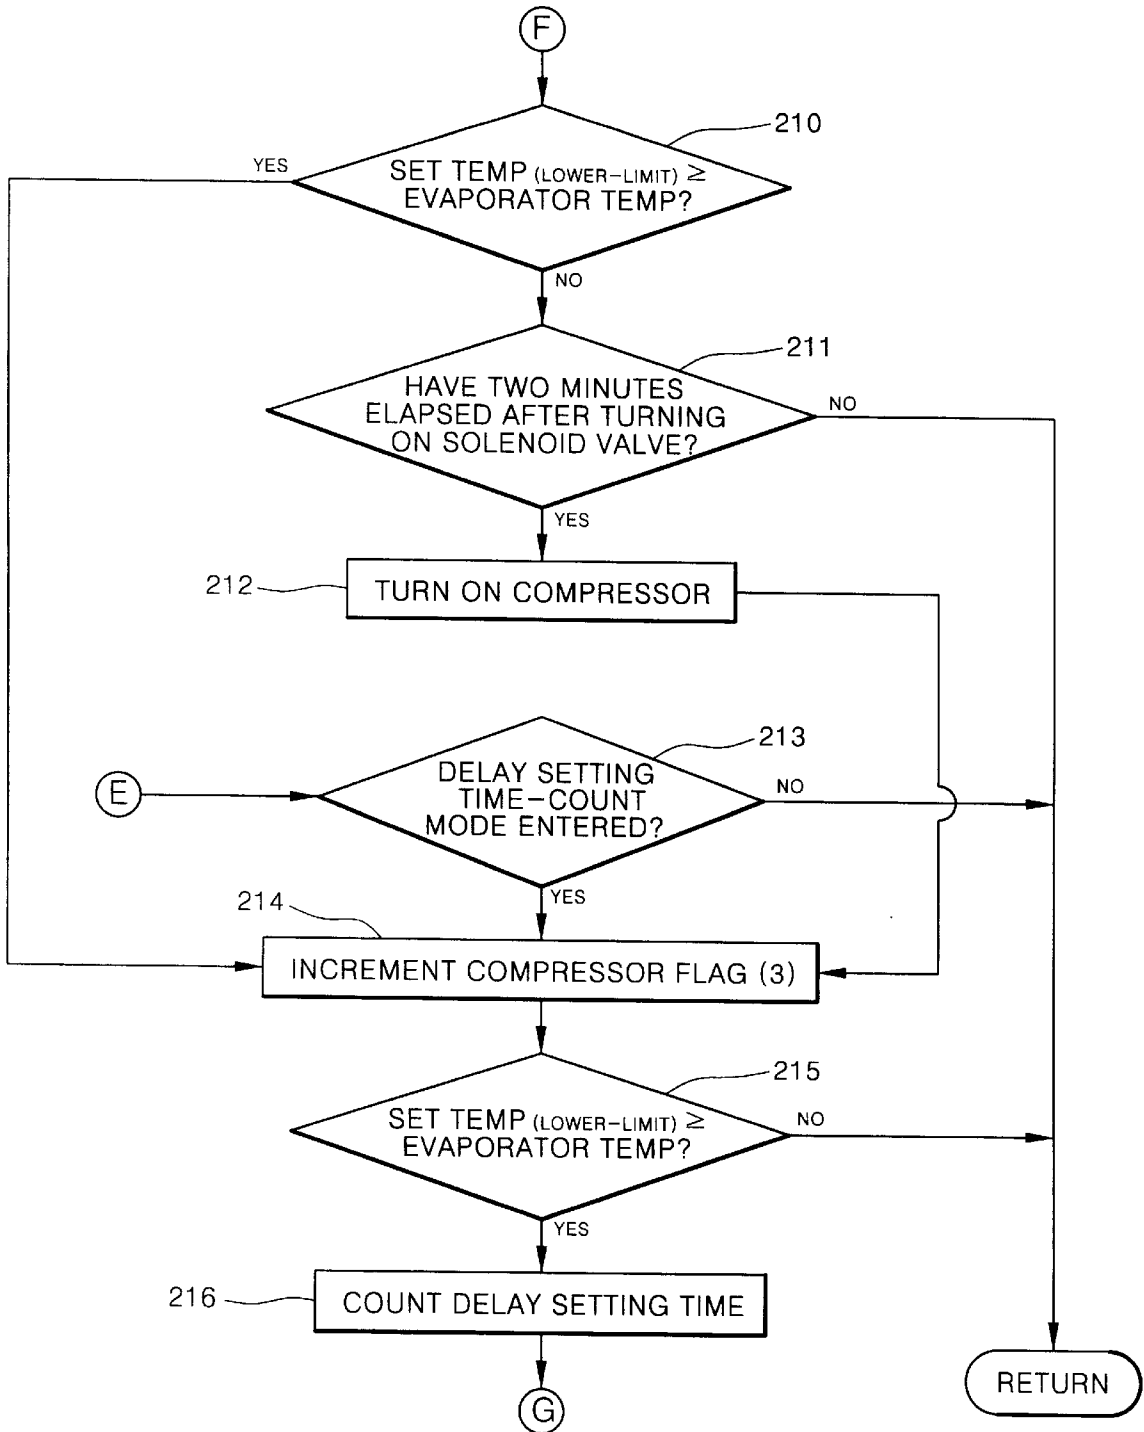 F
210
YES
SET TEMP (LOWER-LIMIT) ≥
EVAPORATOR TEMP?
NO
211
HAVE TWO MINUTES
ELAPSED AFTER TURNING
ON SOLENOID VALVE?
NO
YES
212
TURN ON COMPRESSOR
213
E
DELAY SETTING
TIME-COUNT
MODE ENTERED?
NO
YES
214
INCREMENT COMPRESSOR FLAG (3)
215
SET TEMP (LOWER-LIMIT) ≥
EVAPORATOR TEMP?
NO
YES
216
COUNT DELAY SETTING TIME
RETURN
G